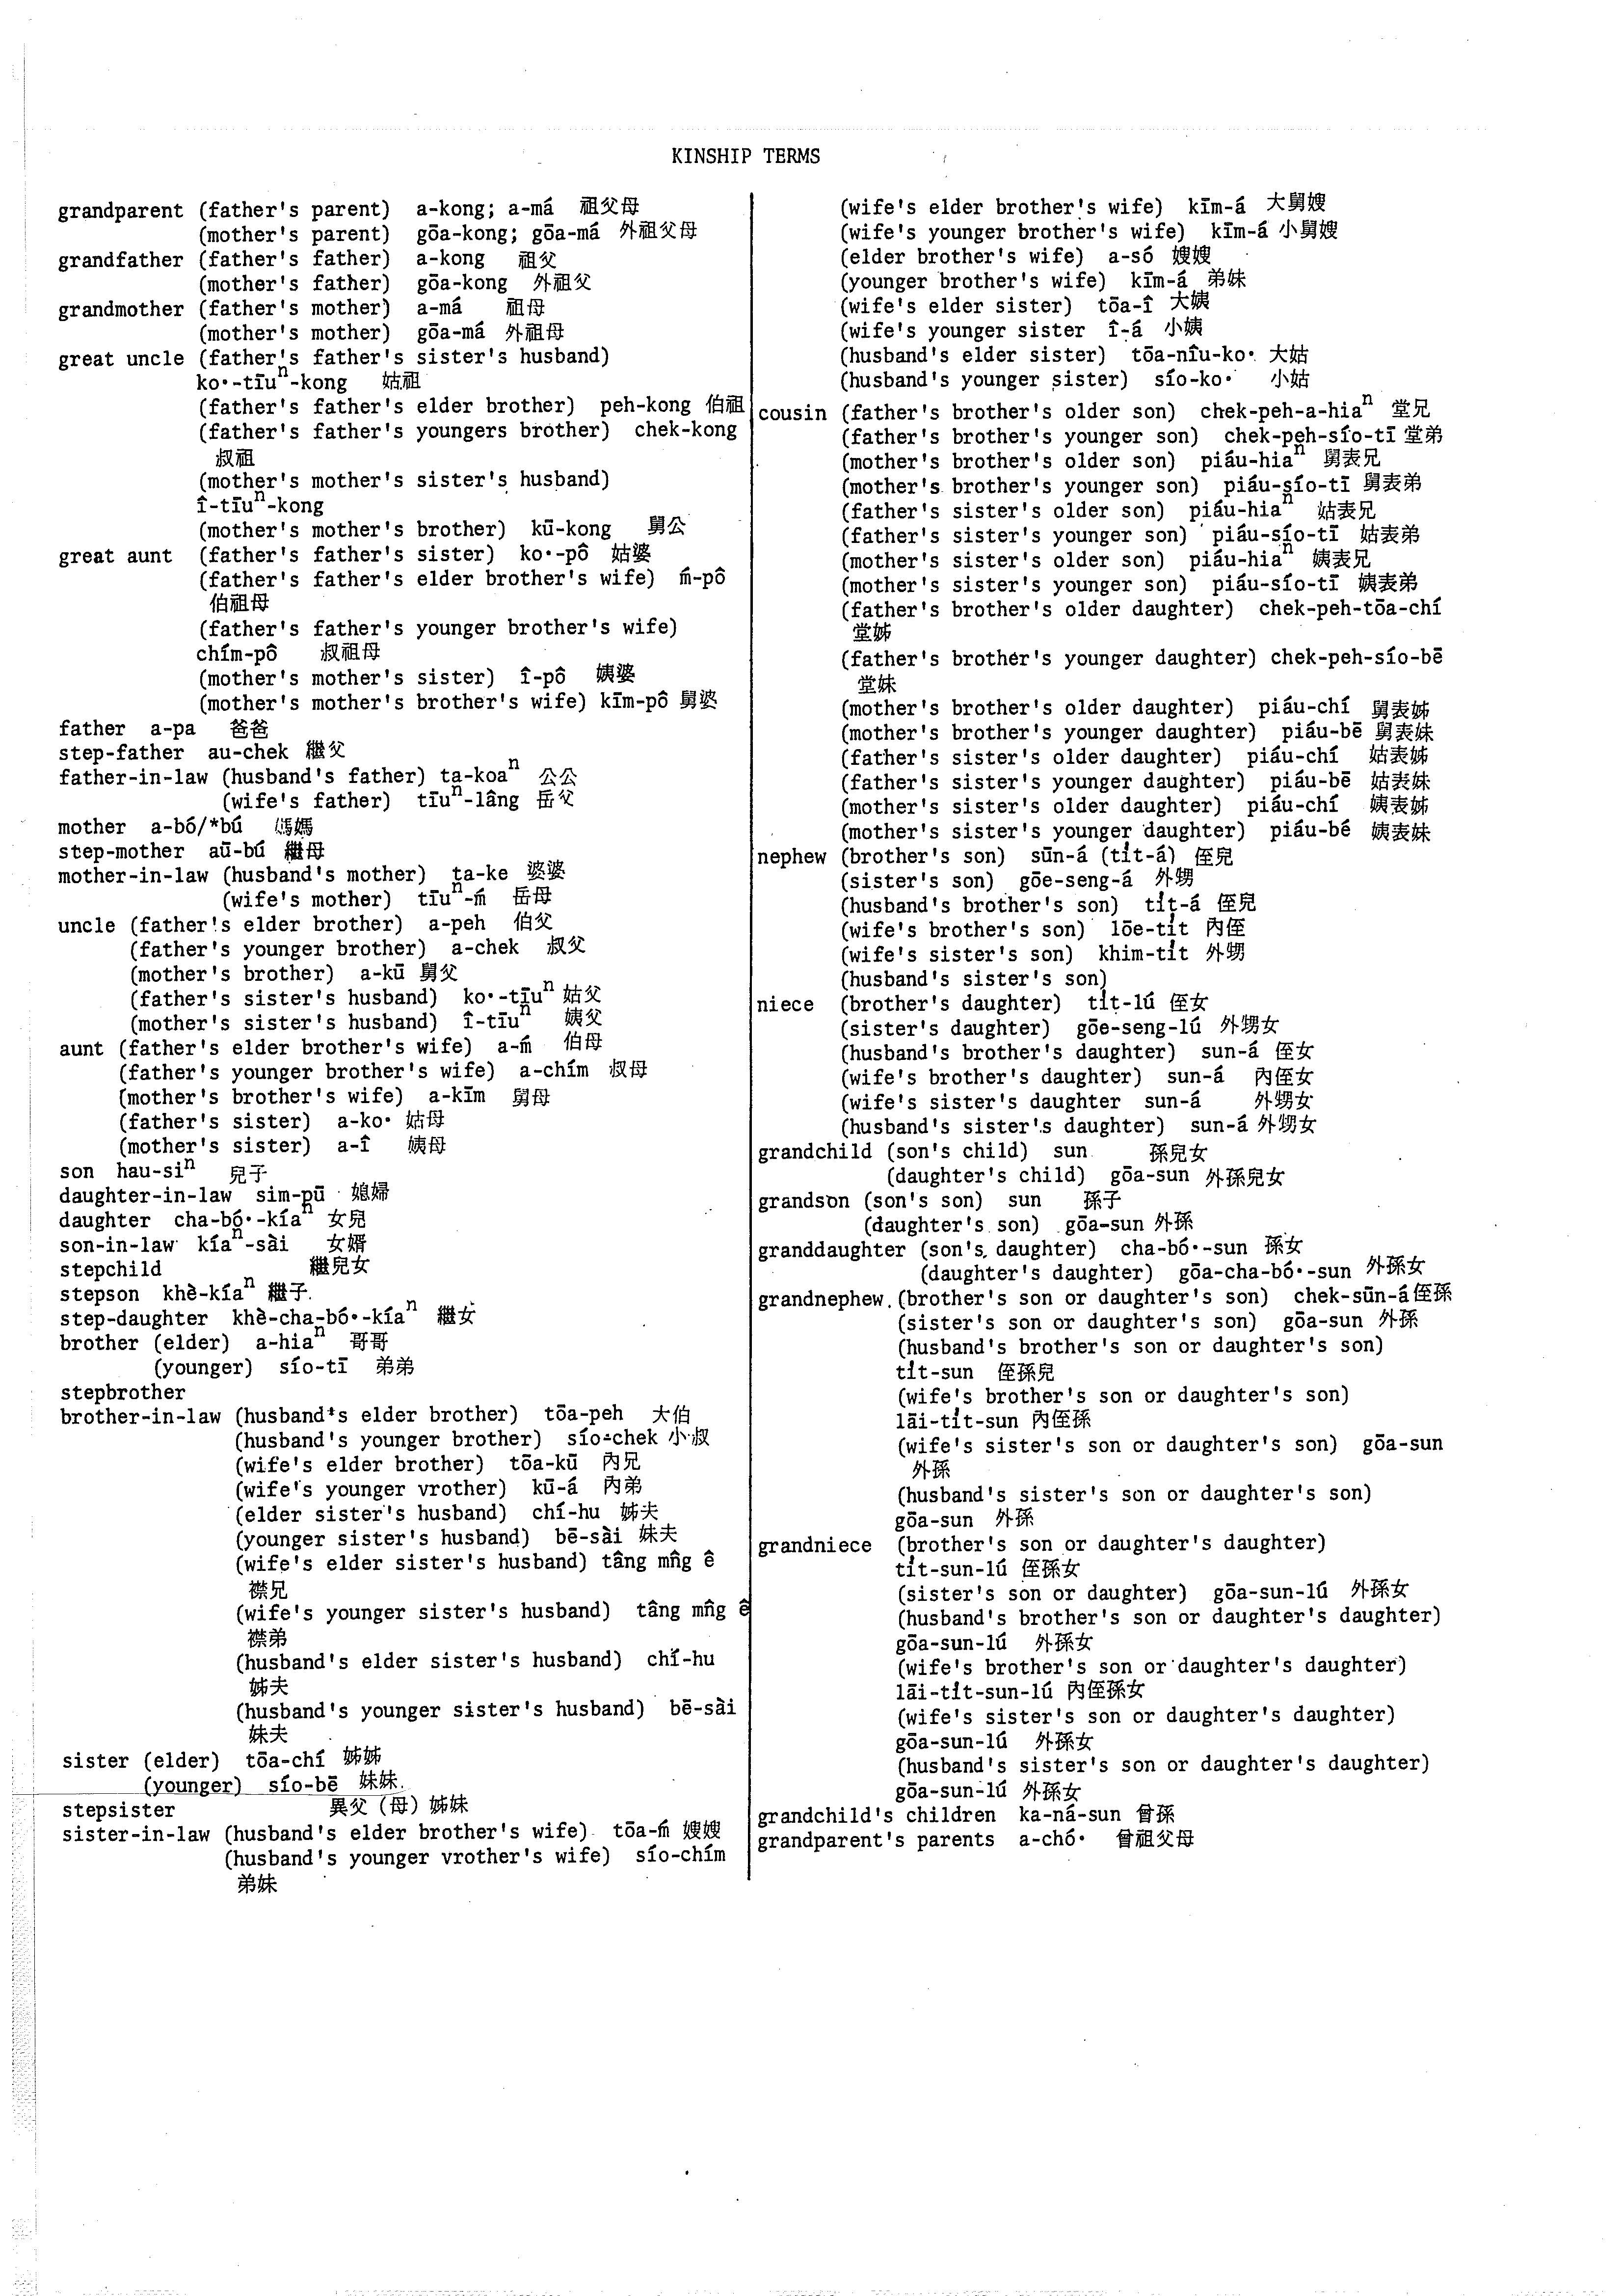 KINSHIP TERMS
grandparent (father's parent) a-kong; a-má 祖父母
(mother's parent) gōa-kong; gōa-má 外祖父母
grandfather (father's father) a-kong 祖父
(mother's father) gōa-kong 外祖父
grandmother (father's mother) a-má 祖母
(mother's mother) gōa-má 外祖母
great uncle (father's father's sister's husband)
ko·-tīuⁿ-kong 姑祖
(father's father's elder brother) peh-kong 伯祖
(father's father's youngers brother) chek-kong
叔祖
(mother's mother's sister's husband)
î-tīuⁿ-kong
(mother's mother's brother) kū-kong 舅公
great aunt (father's father's sister) ko·-pô 姑婆
(father's father's elder brother's wife) ḿ-pô
伯祖母
(father's father's younger brother's wife)
chím-pô 叔祖母
(mother's mother's sister) î-pô 姨婆
(mother's mother's brother's wife) kīm-pô 舅婆
father a-pa 爸爸
step-father au-chek 繼父
father-in-law (husband's father) ta-koaⁿ 公公
(wife's father) tīuⁿ-lâng 岳父
mother a-bó/*bú 媽媽
step-mother aū-bú 繼母
mother-in-law (husband's mother) ta-ke 婆婆
(wife's mother) tīuⁿ-ḿ 岳母
uncle (father's elder brother) a-peh 伯父
(father's younger brother) a-chek 叔父
(mother's brother) a-kū 舅父
(father's sister's husband) ko·-tīuⁿ 姑父
(mother's sister's husband) î-tīuⁿ 姨父
aunt (father's elder brother's wife) a-ḿ 伯母
(father's younger brother's wife) a-chím 叔母
(mother's brother's wife) a-kīm 舅母
(father's sister) a-ko· 姑母
(mother's sister) a-î 姨母
son hau-siⁿ 兒子
daughter-in-law sim-pū 媳婦
daughter cha-bó·-kíaⁿ 女兒
son-in-law kíaⁿ-sài 女婿
stepchild 繼兒女
stepson khè-kíaⁿ 繼子
step-daughter khè-cha-bó·-kíaⁿ 繼女
brother (elder) a-hiaⁿ 哥哥
(younger) sío-tī 弟弟
stepbrother
brother-in-law (husband's elder brother) tōa-peh 大伯
(husband's younger brother) sío-chek 小叔
(wife's elder brother) tōa-kū 內兄
(wife's younger vrother) kū-á 內弟
(elder sister's husband) chí-hu 姊夫
(younger sister's husband) bē-sài 妹夫
(wife's elder sister's husband) tâng mn̂g ê
襟兄
(wife's younger sister's husband) tâng mn̂g ê
襟弟
(husband's elder sister's husband) chí-hu
姊夫
(husband's younger sister's husband) bē-sài
妹夫
sister (elder) tōa-chí 姊姊
(younger) sío-bē 妹妹
stepsister 異父(母)姊妹
sister-in-law (husband's elder brother's wife) tōa-ḿ 嫂嫂
(husband's younger vrother's wife) sío-chím
弟妹
(wife's elder brother's wife) kīm-á 大舅嫂
(wife's younger brother's wife) kīm-á 小舅嫂
(elder brother's wife) a-só 嫂嫂
(younger brother's wife) kīm-á 弟妹
(wife's elder sister) tōa-î 大姨
(wife's younger sister î-á 小姨
(husband's elder sister) tōa-nîu-ko· 大姑
(husband's younger sister) sío-ko· 小姑
cousin (father's brother's older son) chek-peh-a-hiaⁿ 堂兄
(father's brother's younger son) chek-peh-sío-tī 堂弟
(mother's brother's older son) piáu-hiaⁿ 舅表兄
(mother's brother's younger son) piáu-sío-tī 舅表弟
(father's sister's older son) piáu-hiaⁿ 姑表兄
(father's sister's younger son) piáu-sío-tī 姑表弟
(mother's sister's older son) piáu-hiaⁿ 姨表兄
(mother's sister's younger son) piáu-sío-tī 姨表弟
(father's brother's older daughter) chek-peh-tōa-chí
堂姊
(father's brother's younger daughter) chek-peh-sío-bē
堂妹
(mother's brother's older daughter) piáu-chí 舅表姊
(mother's brother's younger daughter) piáu-bē 舅表妹
(father's sister's older daughter) piáu-chí 姑表姊
(father's sister's younger daughter) piáu-bē 姑表妹
(mother's sister's older daughter) piáu-chí 姨表姊
(mother's sister's younger daughter) piáu-bé 姨表妹
nephew (brother's son) sūn-á (ti̍t-á) 侄兒
(sister's son) gōe-seng-á 外甥
(husband's brother's son) ti̍t-á 侄兒
(wife's brother's son) lōe-ti̍t 內侄
(wife's sister's son) khim-ti̍t 外甥
(husband's sister's son)
niece (brother's daughter) ti̍t-lú 侄女
(sister's daughter) gōe-seng-lú 外甥女
(husband's brother's daughter) sun-á 侄女
(wife's brother's daughter) sun-á 內侄女
(wife's sister's daughter sun-á 外甥女
(husband's sister's daughter) sun-á 外甥女
grandchild (son's child) sun 孫兒女
(daughter's child) gōa-sun 外孫兒女
grandson (son's son) sun 孫子
(daughter's son) gōa-sun 外孫
granddaughter (son's daughter) cha-bó·-sun 孫女
(daughter's daughter) gōa-cha-bó·-sun 外孫女
grandnephew (brother's son or daughter's son) chek-sūn-á 侄孫
(sister's son or daughter's son) gōa-sun 外孫
(husband's brother's son or daughter's son)
ti̍t-sun 侄孫兒
(wife's brother's son or daughter's son)
lāi-ti̍t-sun 內侄孫
(wife's sister's son or daughter's son) gōa-sun
外孫
(husband's sister's son or daughter's son)
gōa-sun 外孫
grandniece (brother's son or daughter's daughter)
ti̍t-sun-lú 侄孫女
(sister's son or daughter) gōa-sun-lú 外孫女
(husband's brother's son or daughter's daughter)
gōa-sun-lú 外孫女
(wife's brother's son or daughter's daughter)
lāi-ti̍t-sun-lú 內侄孫女
(wife's sister's son or daughter's daughter)
gōa-sun-lú 外孫女
(husband's sister's son or daughter's daughter)
gōa-sun-lú 外孫女
grandchild's children ka-ná-sun 曾孫
grandparent's parents a-chó· 曾祖父母